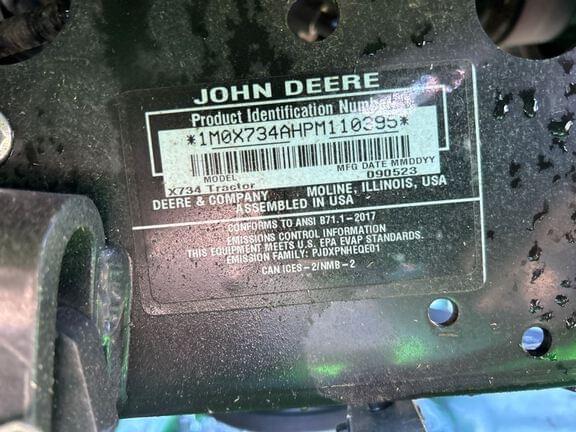 JOHN DEERE
Product Identification Number
*1M0X734AHPM110395*
MODEL MFG DATE MMDDYY
X734 Tractor 090523
DEERE & COMPANY MOLINE, ILLINOIS, USA
ASSEMBLED IN USA
CONFORMS TO ANSI B71.1-2017
EMISSIONS CONTROL INFORMATION
THIS EQUIPMENT MEETS U.S. EPA EVAP STANDARDS.
EMISSION FAMILY: PJDXPNHEQE01
CAN ICES-2/NMB-2